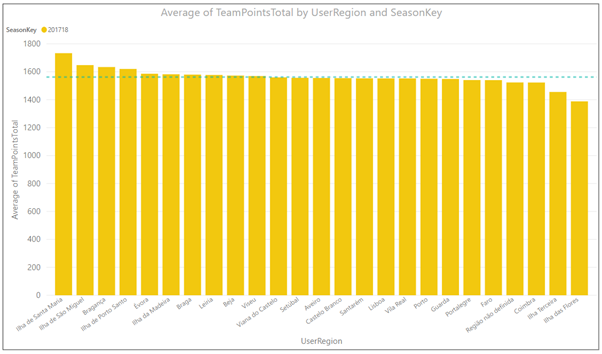 Average of TeamPointsTotal by UserRegion and SeasonKey
SeasonKey 201718
1800
1600
1400
1200
1000
800
600
400
200
0
Average of TeamPointsTotal
Ilha de Santa Maria
Ilha de São Miguel
Bragança
Ilha de Porto Santo
Évora
Ilha da Madeira
Braga
Leiria
Beja
Viseu
Viana do Castelo
Setúbal
Aveiro
Castelo Branco
Santarém
Lisboa
Vila Real
Porto
Guarda
Portalegre
Faro
Região não definida
Coimbra
Ilha Terceira
Ilha das Flores
UserRegion